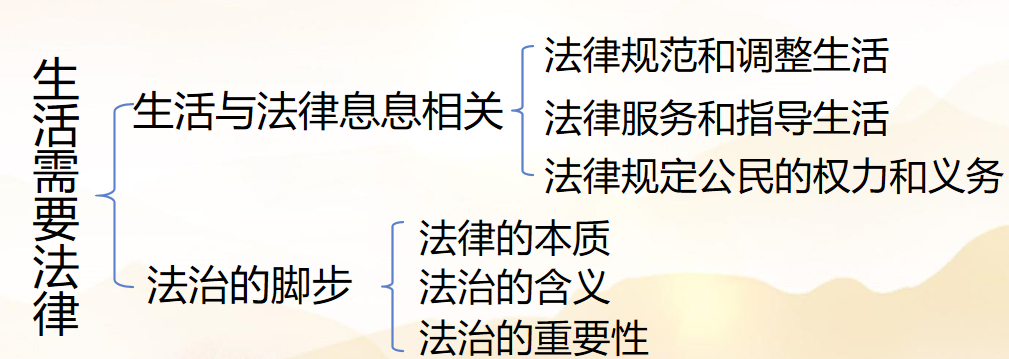 生活需要法律
生活与法律息息相关
法律规范和调整生活
法律服务和指导生活
法律规定公民的权力和义务
法治的脚步
法律的本质
法治的含义
法治的重要性